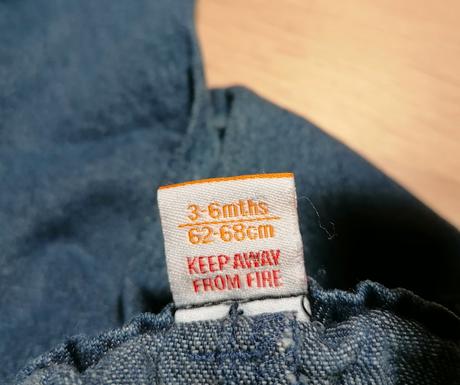 3-6mths
62-68cm
KEEP AWAY
FROM FIRE